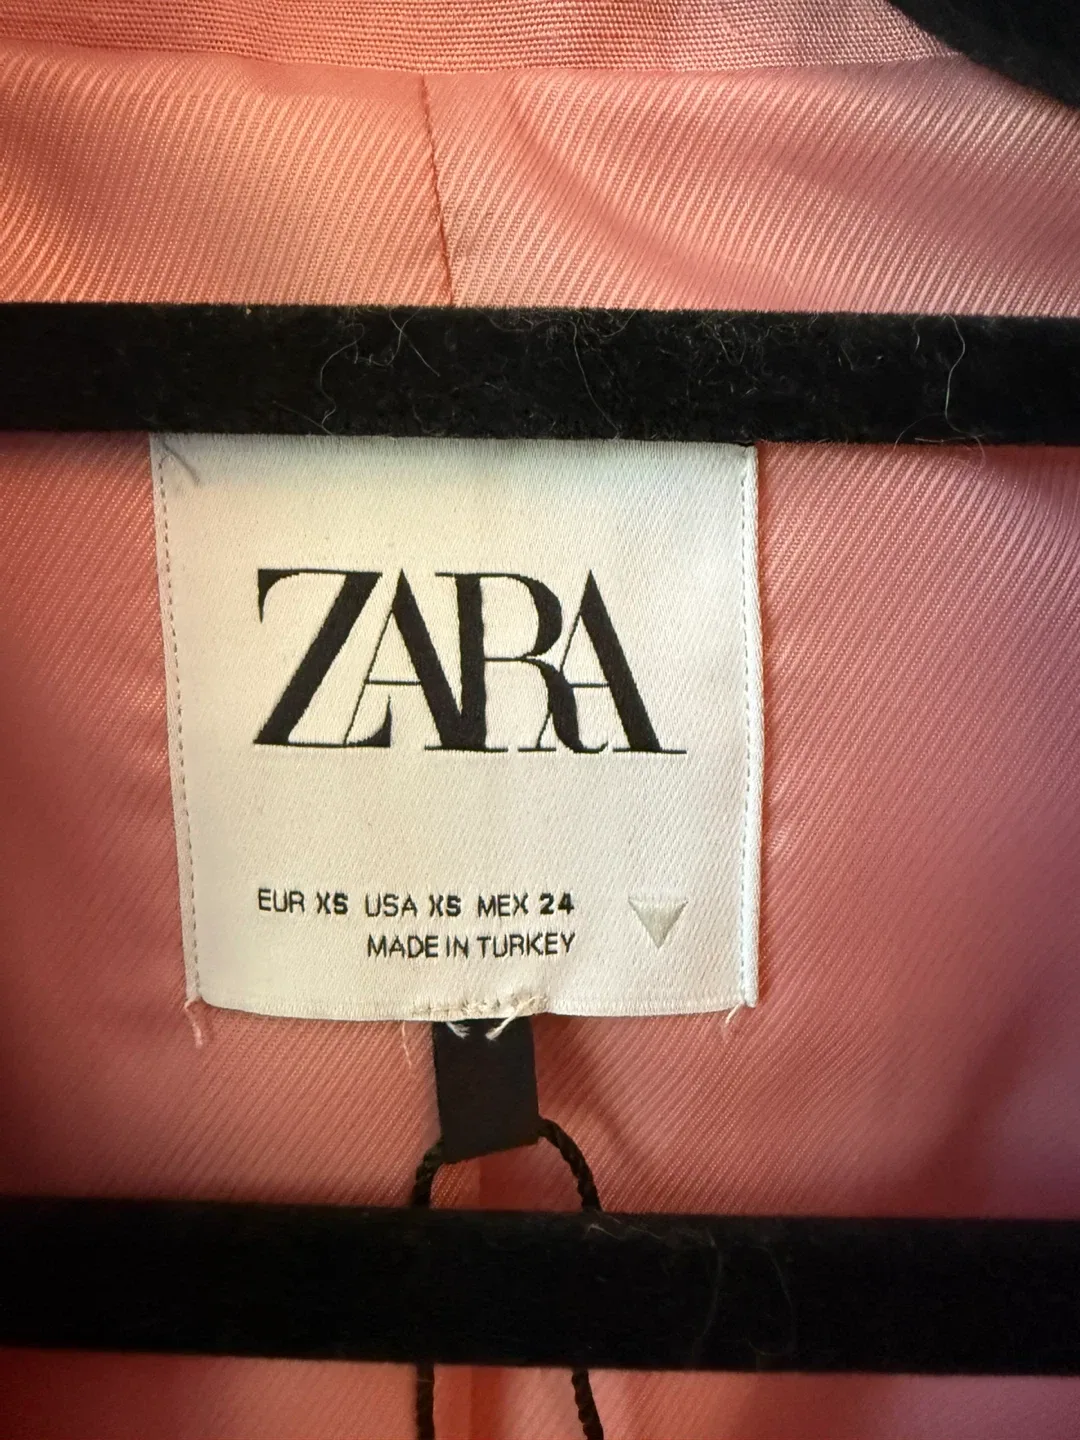 ZARA
EUR XS USA XS MEX 24
MADE IN TURKEY